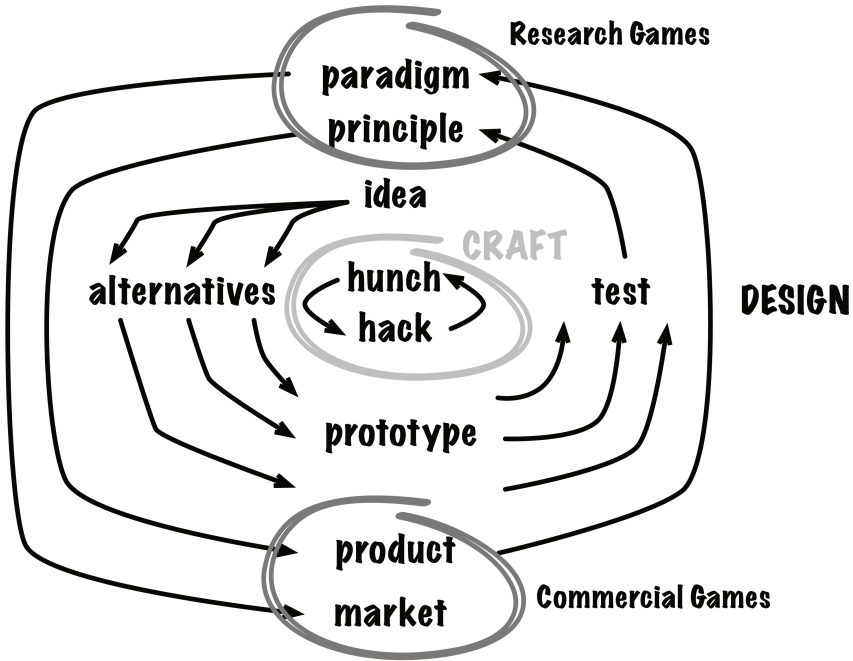 Research Games
paradigm
principle
idea
CRAFT
alternatives
hunch
hack
test
DESIGN
prototype
product
market
Commercial Games